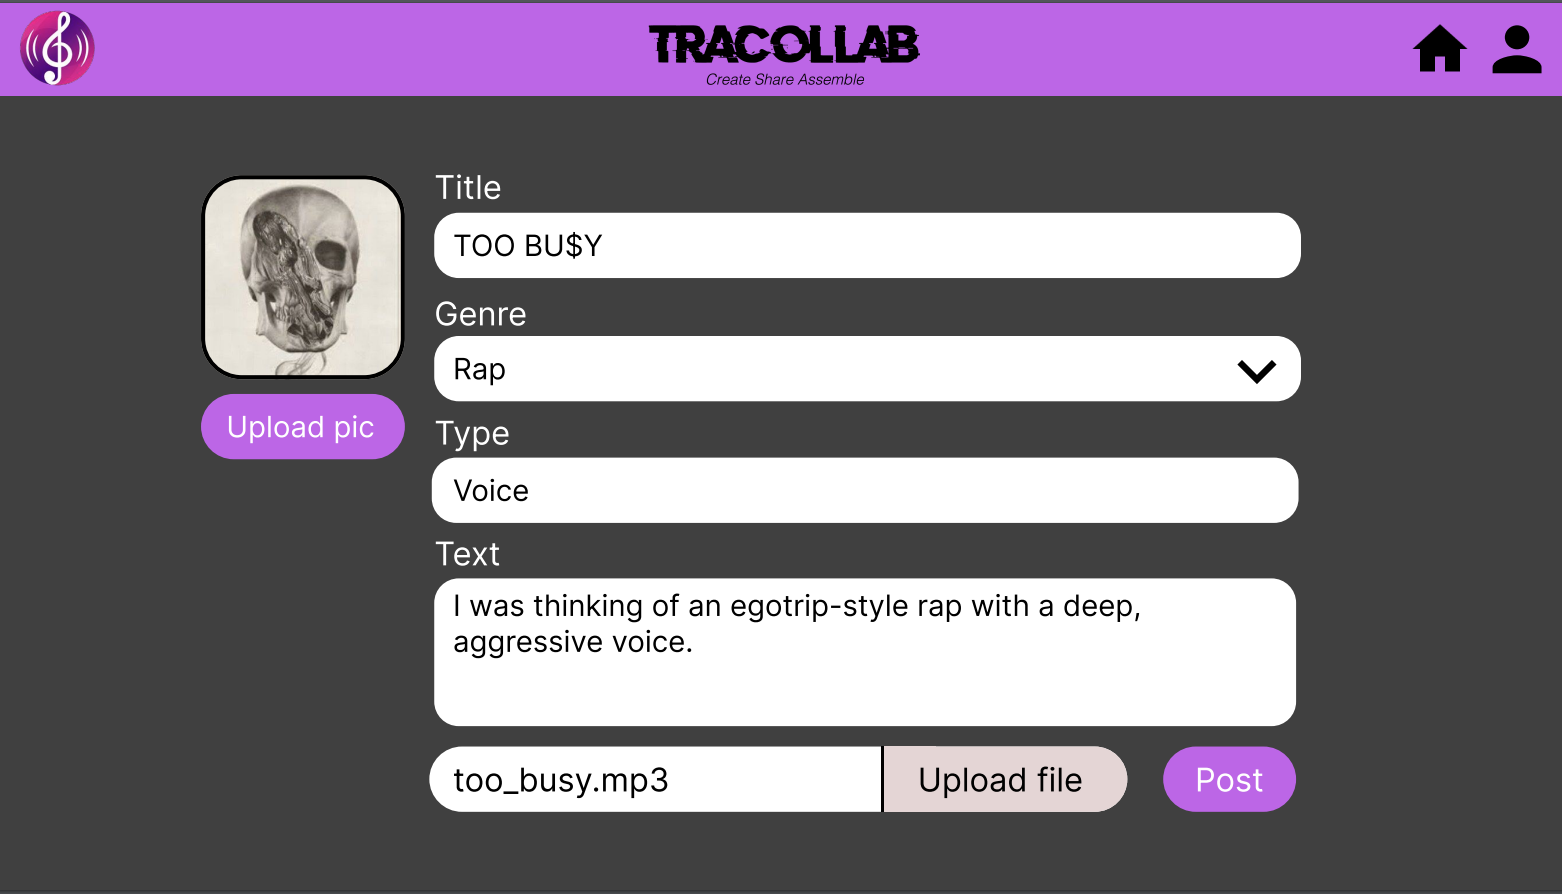 TRACOLLAB
Create Share Assemble
Title
TOO BU$Y
Genre
Rap
Upload pic
Type
Voice
Text
I was thinking of an egotrip-style rap with a deep,
aggressive voice.
too_busy.mp3
Upload file
Post